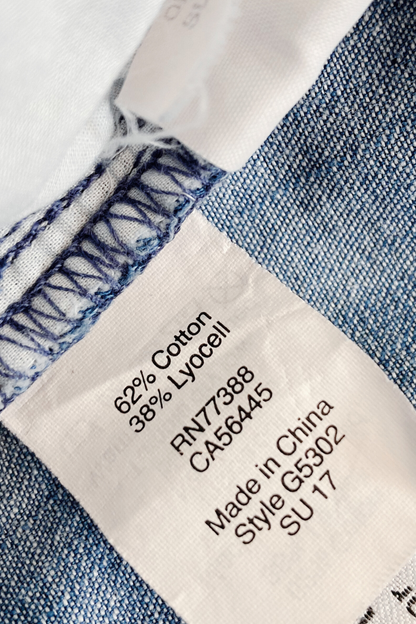 62% Cotton
38% Lyocell
RN77388
CA56445
Made in China
Style G5302
SU 17